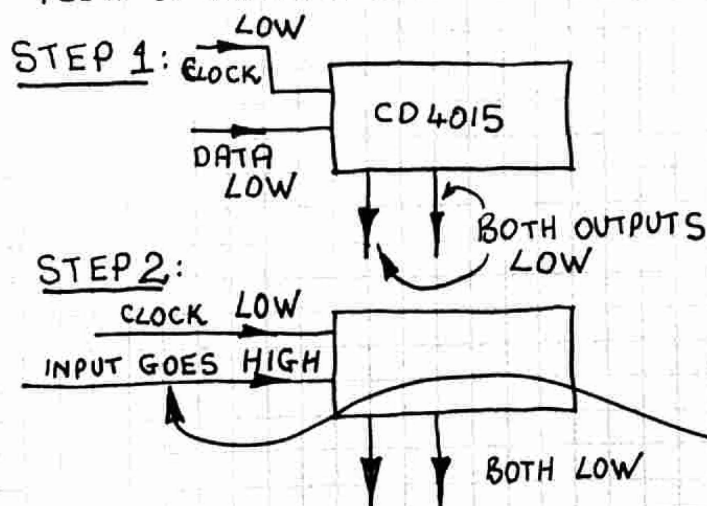 STEP 1:
LOW
CLOCK
CD4015
DATA
LOW
BOTH OUTPUTS
LOW
STEP 2:
CLOCK LOW
INPUT GOES HIGH
BOTH LOW